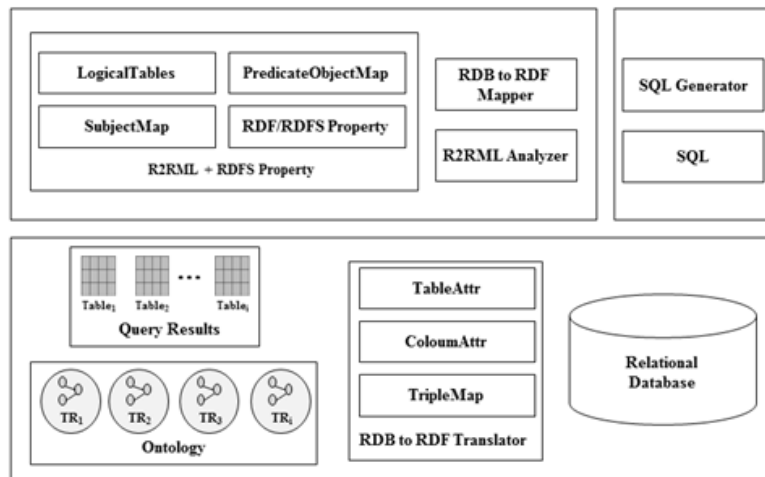 LogicalTables
PredicateObjectMap
SubjectMap
RDF/RDFS Property
R2RML + RDFS Property
RDB to RDF
Mapper
R2RML Analyzer
SQL Generator
SQL
Table₁
Table₂
•••
Tableᵢ
Query Results
TR₁
TR₂
TR₃
TRᵢ
Ontology
TableAttr
ColoumAttr
TripleMap
RDB to RDF Translator
Relational
Database